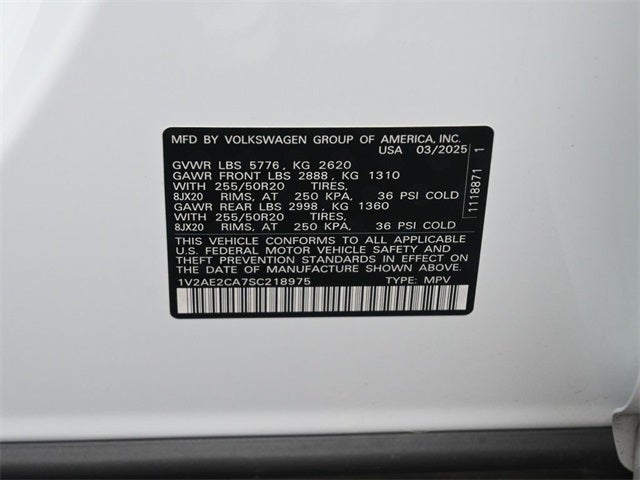 MFD BY VOLKSWAGEN GROUP OF AMERICA, INC.
USA 03/2025
GVWR LBS 5776 , KG 2620
GAWR FRONT LBS 2888 , KG 1310
WITH 255/50R20 TIRES,
8JX20 RIMS, AT 250 KPA, 36 PSI COLD
GAWR REAR LBS 2998 , KG 1360
WITH 255/50R20 TIRES,
8JX20 RIMS, AT 250 KPA, 36 PSI COLD
THIS VEHICLE CONFORMS TO ALL APPLICABLE
U.S. FEDERAL MOTOR VEHICLE SAFETY AND
THEFT PREVENTION STANDARDS IN EFFECT ON
THE DATE OF MANUFACTURE SHOWN ABOVE.
1V2AE2CA7SC218975 TYPE: MPV
1118871 1